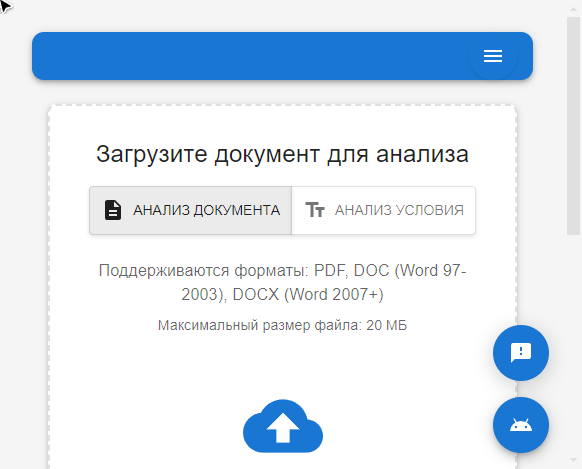 Загрузите документ для анализа
АНАЛИЗ ДОКУМЕНТА
АНАЛИЗ УСЛОВИЯ
Поддерживаются форматы: PDF, DOC (Word 97-
2003), DOCX (Word 2007+)
Максимальный размер файла: 20 МБ